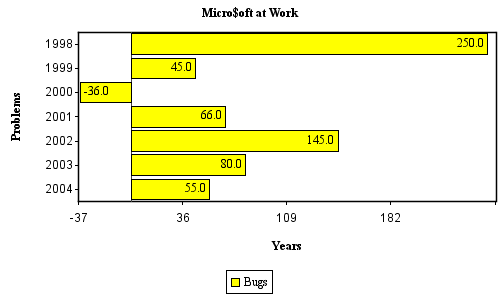 Micro$oft at Work
Problems
1998 250.0
1999 45.0
2000 -36.0
2001 66.0
2002 145.0
2003 80.0
2004 55.0
-37 36 109 182
Years
Bugs